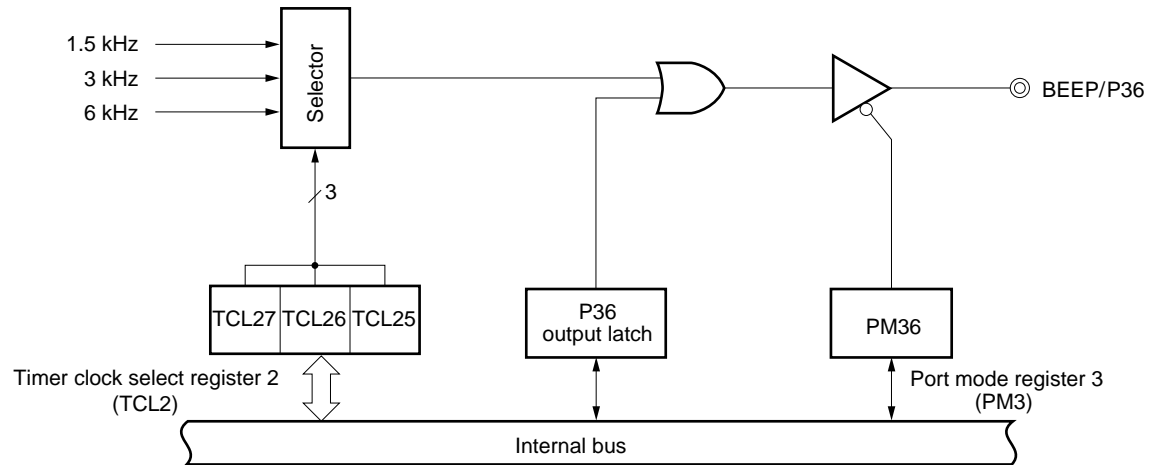 1.5 kHz
3 kHz
6 kHz
Selector
BEEP/P36
3
TCL27 TCL26 TCL25
P36
output latch
PM36
Timer clock select register 2
(TCL2)
Port mode register 3
(PM3)
Internal bus